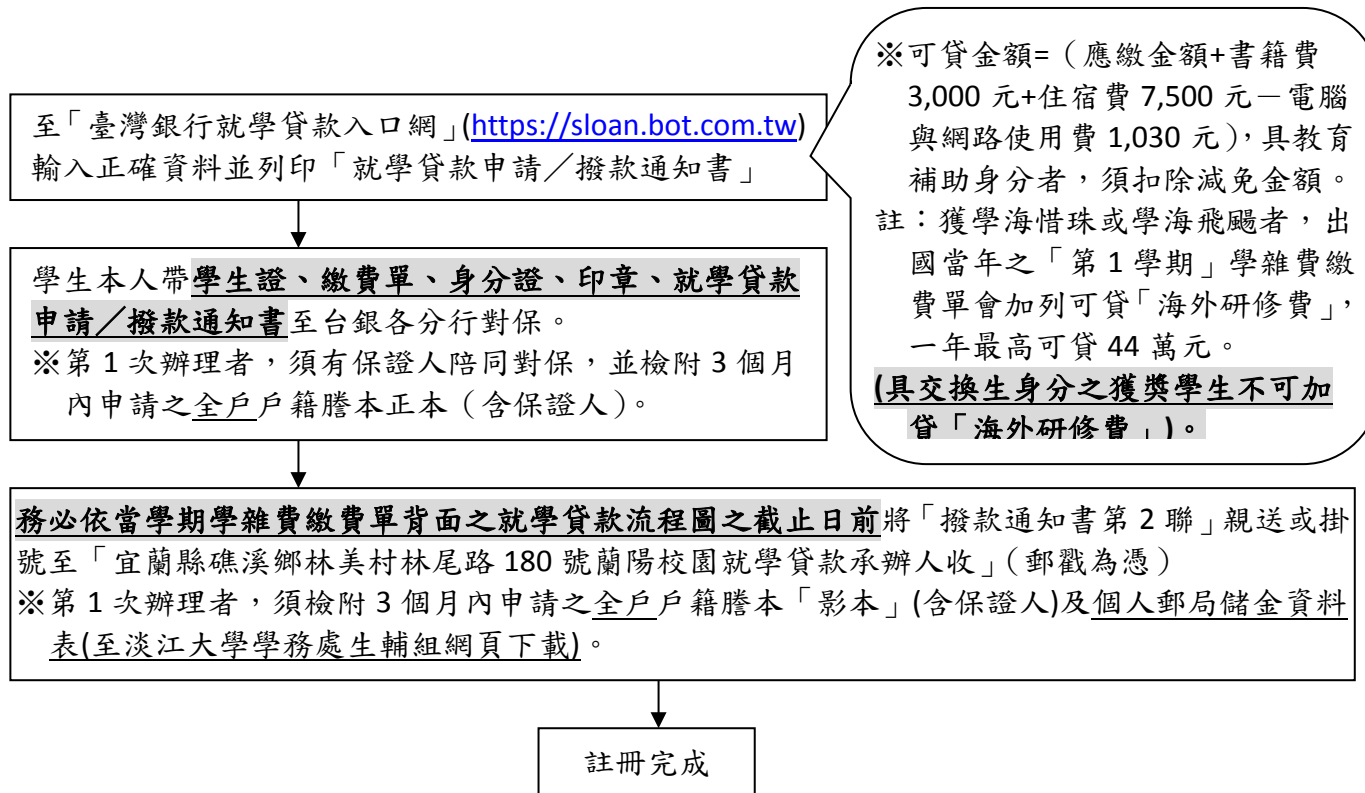 ※可貸金額=（應繳金額+書籍費
3,000 元+住宿費 7,500 元－電腦
與網路使用費 1,030 元），具教育
補助身分者，須扣除減免金額。
註：獲學海惜珠或學海飛颺者，出
國當年之「第 1 學期」學雜費繳
費單會加列可貸「海外研修費」，
一年最高可貸 44 萬元。
(具交換生身分之獲獎學生不可加
貸「海外研修費」)。
至「臺灣銀行就學貸款入口網」(https://sloan.bot.com.tw)
輸入正確資料並列印「就學貸款申請／撥款通知書」
學生本人帶學生證、繳費單、身分證、印章、就學貸款
申請／撥款通知書至台銀各分行對保。
※第 1 次辦理者，須有保證人陪同對保，並檢附 3 個月
內申請之全戶戶籍謄本正本（含保證人）。
務必依當學期學雜費繳費單背面之就學貸款流程圖之截止日前將「撥款通知書第 2 聯」親送或掛
號至「宜蘭縣礁溪鄉林美村林尾路 180 號蘭陽校園就學貸款承辦人收」（郵戳為憑）
※第 1 次辦理者，須檢附 3 個月內申請之全戶戶籍謄本「影本」(含保證人)及個人郵局儲金資料
表(至淡江大學學務處生輔組網頁下載)。
註冊完成